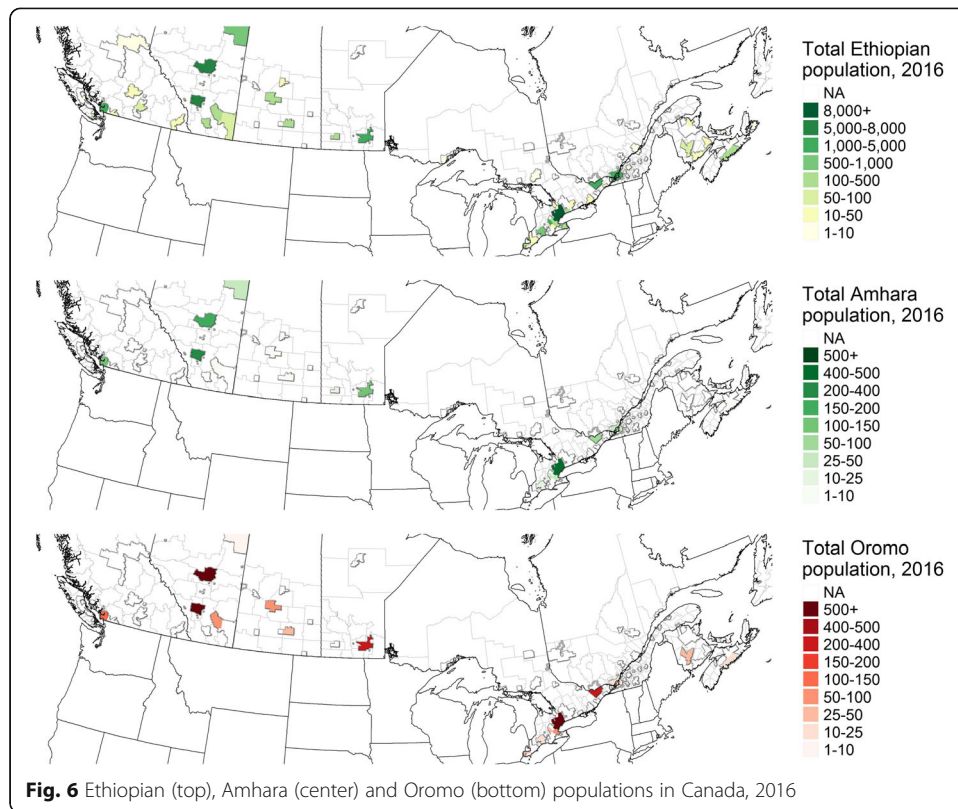 Total Ethiopian
population, 2016
NA
8,000+
5,000-8,000
1,000-5,000
500-1,000
100-500
50-100
10-50
1-10
Total Amhara
population, 2016
NA
500+
400-500
200-400
150-200
100-150
50-100
25-50
10-25
1-10
Total Oromo
population, 2016
NA
500+
400-500
200-400
150-200
100-150
50-100
25-50
10-25
1-10
Fig. 6 Ethiopian (top), Amhara (center) and Oromo (bottom) populations in Canada, 2016